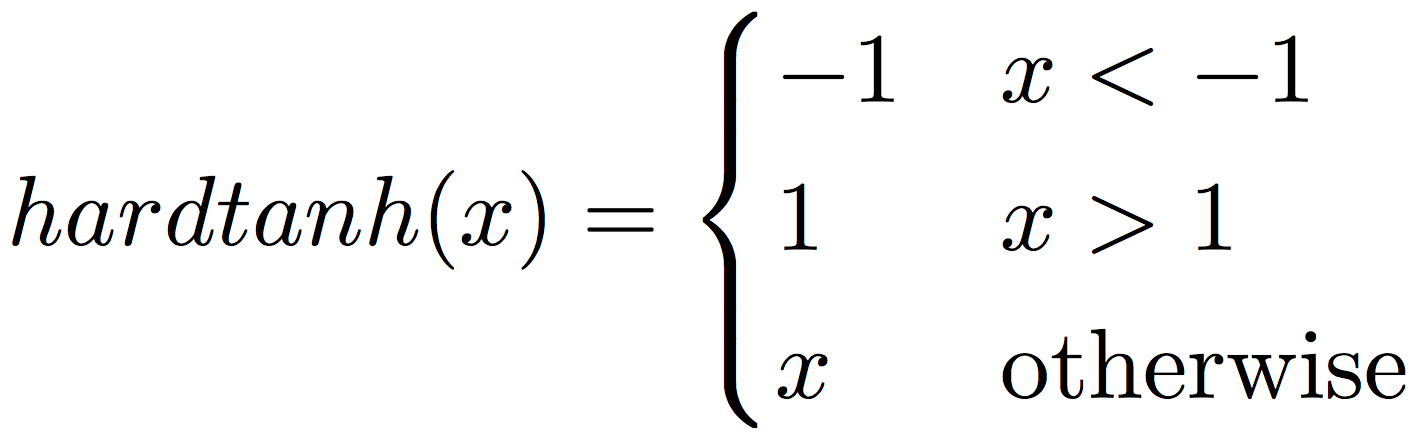 −1 x < −1
hardtanh(x) = { 1 x > 1
x otherwise